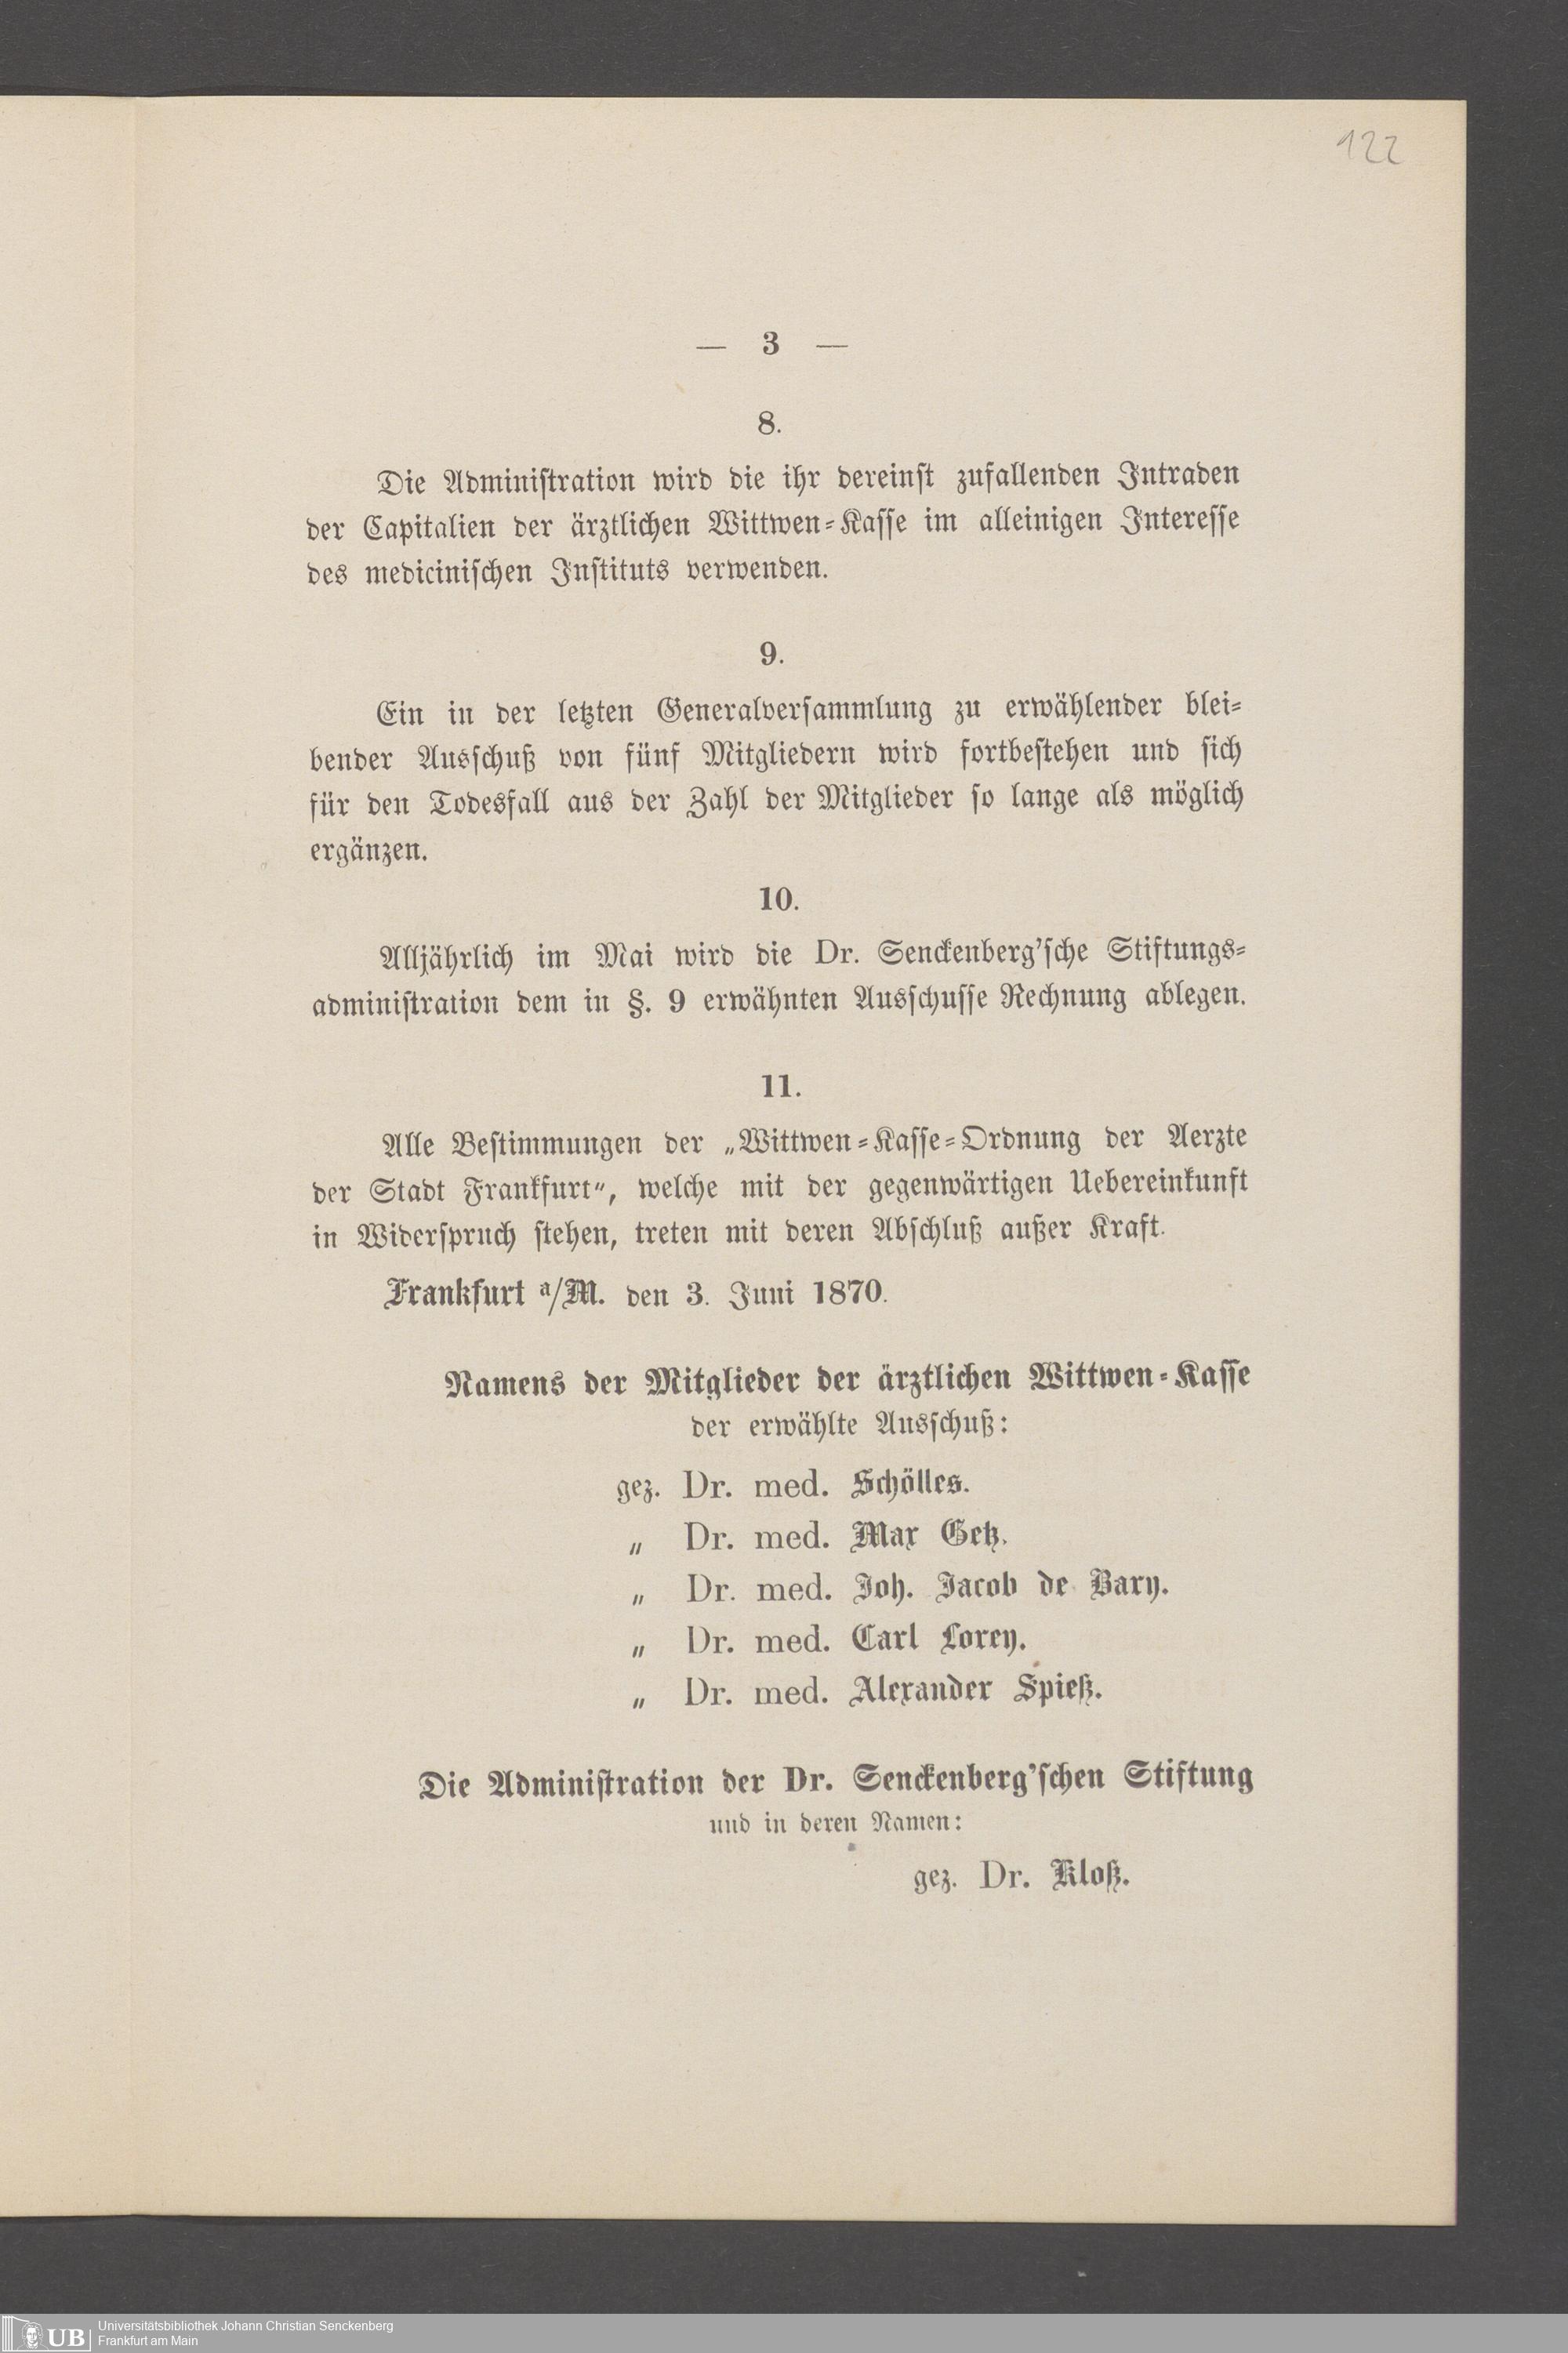 122
— 3 —
8.
Die Administration wird die ihr dereinst zufallenden Intraden
der Capitalien der ärztlichen Wittwen-Kasse im alleinigen Interesse
des medicinischen Instituts verwenden.
9.
Ein in der letzten Generalversammlung zu erwählender blei-
bender Ausschuß von fünf Mitgliedern wird fortbestehen und sich
für den Todesfall aus der Zahl der Mitglieder so lange als möglich
ergänzen.
10.
Alljährlich im Mai wird die Dr. Senckenberg'sche Stiftungs-
administration dem in §. 9 erwähnten Ausschusse Rechnung ablegen.
11.
Alle Bestimmungen der „Wittwen-Kasse-Ordnung der Aerzte
der Stadt Frankfurt“, welche mit der gegenwärtigen Uebereinkunft
in Widerspruch stehen, treten mit deren Abschluß außer Kraft.
Frankfurt a/M. den 3. Juni 1870.
Namens der Mitglieder der ärztlichen Wittwen-Kasse
der erwählte Ausschuß:
gez. Dr. med. Schölles.
„ Dr. med. Max Getz.
„ Dr. med. Joh. Jacob de Bary.
„ Dr. med. Carl Lorey.
„ Dr. med. Alexander Spieß.
Die Administration der Dr. Senckenberg'schen Stiftung
und in deren Namen:
gez. Dr. Kloß.
UB
Universitätsbibliothek Johann Christian Senckenberg
Frankfurt am Main